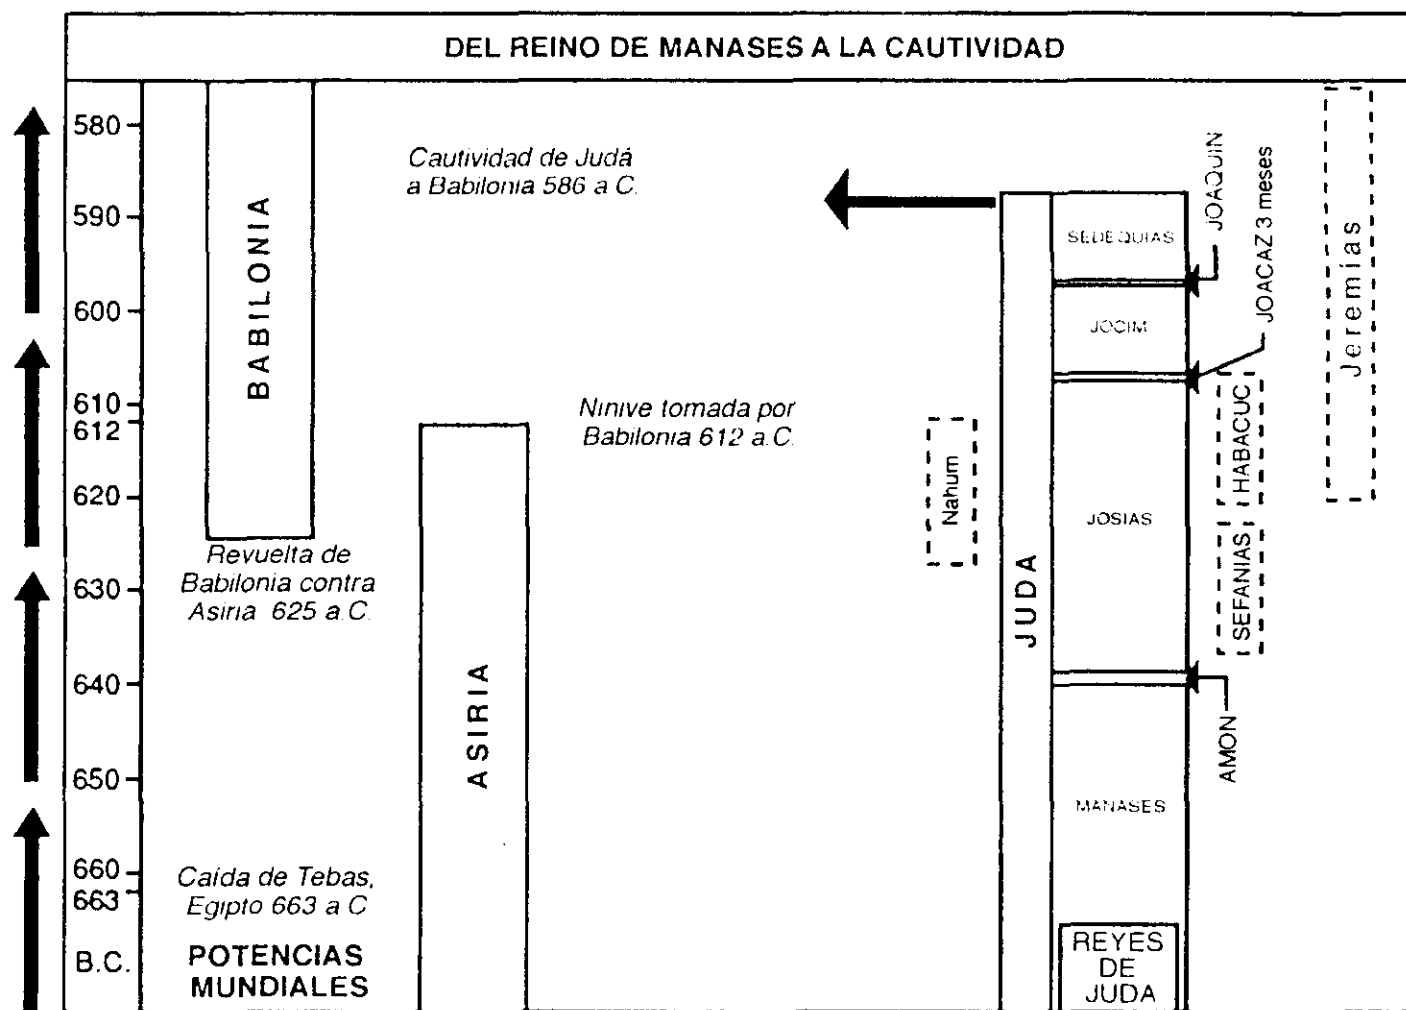 DEL REINO DE MANASES A LA CAUTIVIDAD
580
590
600
610
612
620
630
640
650
660
663
B.C.
BABILONIA
Revuelta de
Babilonia contra
Asiria 625 a.C.
Caída de Tebas,
Egipto 663 a C
POTENCIAS
MUNDIALES
ASIRIA
Cautividad de Judá
a Babilonia 586 a C.
Ninive tomada por
Babilonia 612 a.C.
Nahum
JUDA
SEDEQUIAS
JOCIM
JOSIAS
MANASES
REYES
DE
JUDA
JOAQUIN
JOACAZ 3 meses
HABACUC
SEFANIAS
AMON
Jeremías